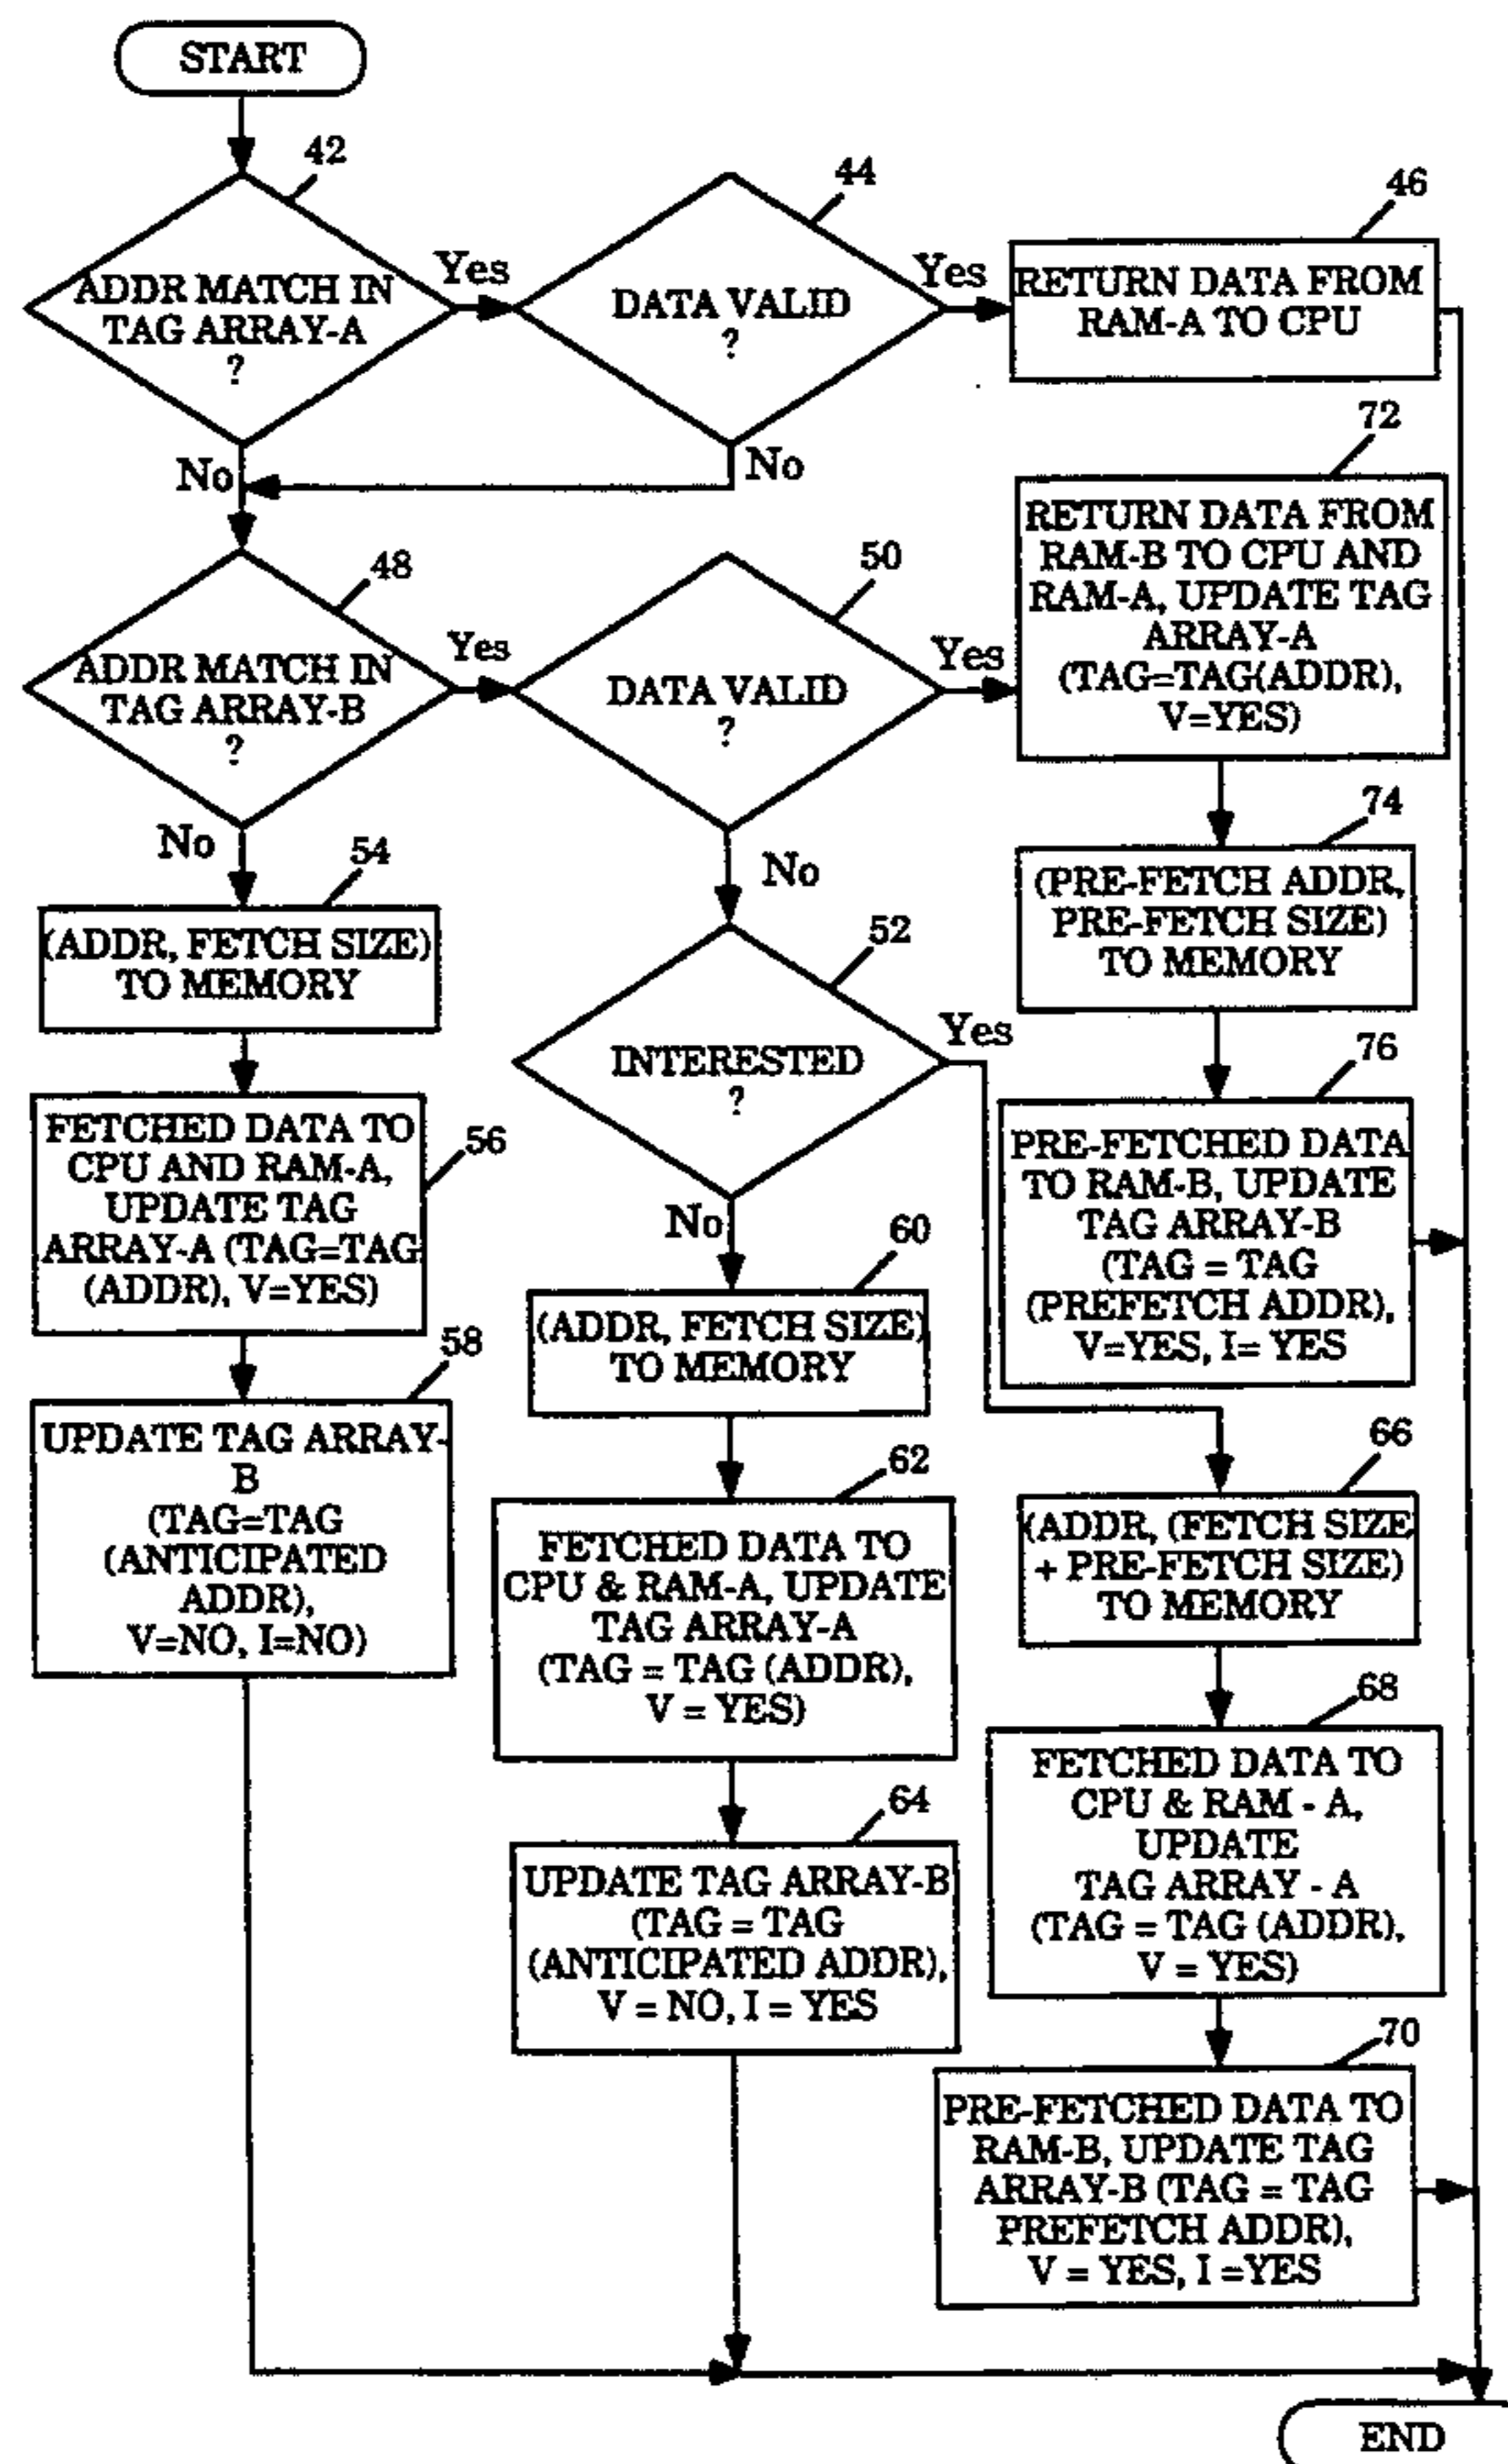 START
42
ADDR MATCH IN
TAG ARRAY-A
?
Yes
No
44
DATA VALID
?
Yes
No
46
RETURN DATA FROM
RAM-A TO CPU
48
ADDR MATCH IN
TAG ARRAY-B
?
Yes
No
50
DATA VALID
?
Yes
No
72
RETURN DATA FROM
RAM-B TO CPU AND
RAM-A, UPDATE TAG
ARRAY-A
(TAG=TAG(ADDR),
V=YES)
74
(PRE-FETCH ADDR,
PRE-FETCH SIZE)
TO MEMORY
76
PRE-FETCHED DATA
TO RAM-B, UPDATE
TAG ARRAY-B
(TAG = TAG
(PREFETCH ADDR),
V=YES, I= YES
54
(ADDR, FETCH SIZE)
TO MEMORY
56
FETCHED DATA TO
CPU AND RAM-A,
UPDATE TAG
ARRAY-A (TAG=TAG
(ADDR), V=YES)
58
UPDATE TAG ARRAY-
B
(TAG=TAG
(ANTICIPATED
ADDR),
V=NO, I=NO)
52
INTERESTED
?
Yes
No
60
(ADDR, FETCH SIZE)
TO MEMORY
62
FETCHED DATA TO
CPU & RAM-A, UPDATE
TAG ARRAY-A
(TAG = TAG (ADDR),
V = YES)
64
UPDATE TAG ARRAY-B
(TAG = TAG
(ANTICIPATED ADDR),
V = NO, I = YES
66
(ADDR, (FETCH SIZE
+ PRE-FETCH SIZE)
TO MEMORY
68
FETCHED DATA TO
CPU & RAM - A,
UPDATE
TAG ARRAY - A
(TAG = TAG (ADDR),
V = YES)
70
PRE-FETCHED DATA TO
RAM-B, UPDATE TAG
ARRAY-B (TAG = TAG
PREFETCH ADDR),
V = YES, I =YES
END